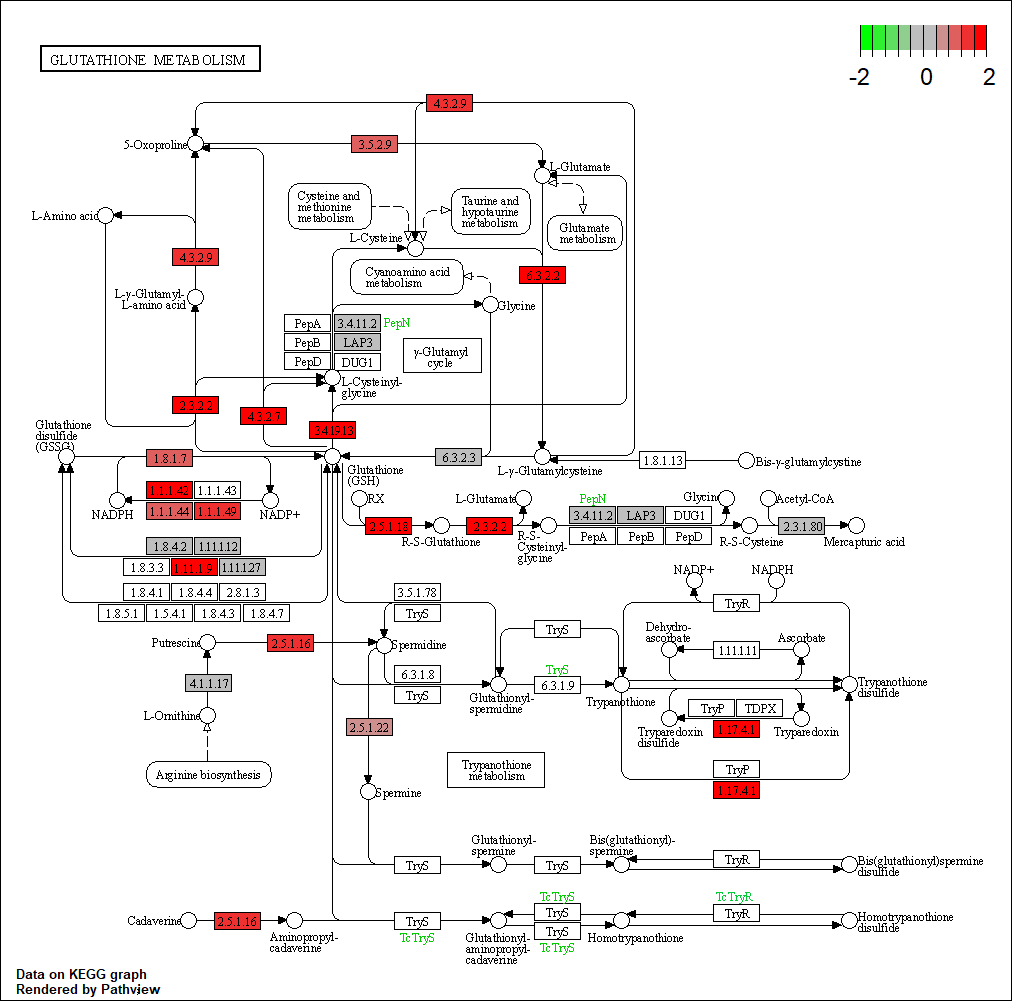 GLUTATHIONE METABOLISM
-2 0 2
4.3.2.9
5-Oxoproline
3.5.2.9
L-Glutamate
Cysteine and
methionine
metabolism
Taurine and
hypotaurine
metabolism
L-Amino acid
Glutamate
metabolism
L-Cysteine
4.3.2.9
Cyanoamino acid
metabolism
6.3.2.2
L-γ-Glutamyl-
L-amino acid
Glycine
PepA 3.4.11.2 PepN
PepB LAP3
PepD DUG1
γ-Glutamyl
cycle
L-Cysteinyl-
glycine
2.3.2.2
4.3.2.7
3.4.19.13
Glutathione
disulfide
(GSSG)
1.8.1.7
6.3.2.3
1.8.1.13
Bis-γ-glutamylcystine
Glutathione
(GSH)
L-γ-Glutamylcysteine
1.1.1.42 1.1.1.43
1.1.1.44 1.1.1.49
NADPH
NADP+
RX
L-Glutamate
PepN
Glycine
Acetyl-CoA
2.5.1.18
2.3.2.2
3.4.11.2 LAP3 DUG1
PepA PepB PepD
2.3.1.80
R-S-Glutathione
R-S-
Cysteinyl-
glycine
R-S-Cysteine
Mercapturic acid
1.8.4.2 1.11.1.12
1.8.3.3 1.11.1.9 1.11.1.27
1.8.4.1 1.8.4.4 2.8.1.3
1.8.5.1 1.5.4.1 1.8.4.3 1.8.4.7
NADP+ NADPH
3.5.1.78
TryS
TryR
Putrescine
2.5.1.16
Spermidine
TryS
Dehydro-
ascorbate
Ascorbate
1.11.1.11
6.3.1.8
TryS
TryS
6.3.1.9
4.1.1.17
Glutathionyl-
spermidine
Trypanothione
Trypanothione
disulfide
L-Ornithine
TryP TDPX
2.5.1.22
1.17.4.1
Tryparedoxin
disulfide
Tryparedoxin
Arginine biosynthesis
Trypanothione
metabolism
TryP
1.17.4.1
Spermine
Glutathionyl-
spermine
Bis(glutathionyl)-
spermine
TryS
TryS
TryR
Bis(glutathionyl)spermine
disulfide
TcTryS
TcTryR
Cadaverine
2.5.1.16
TryS
TcTryS
TryS
TryS
TcTryS
TryR
Aminopropyl-
cadaverine
Glutathionyl-
aminopropyl-
cadaverine
Homotrypanothione
Homotrypanothione
disulfide
Data on KEGG graph
Rendered by Pathview